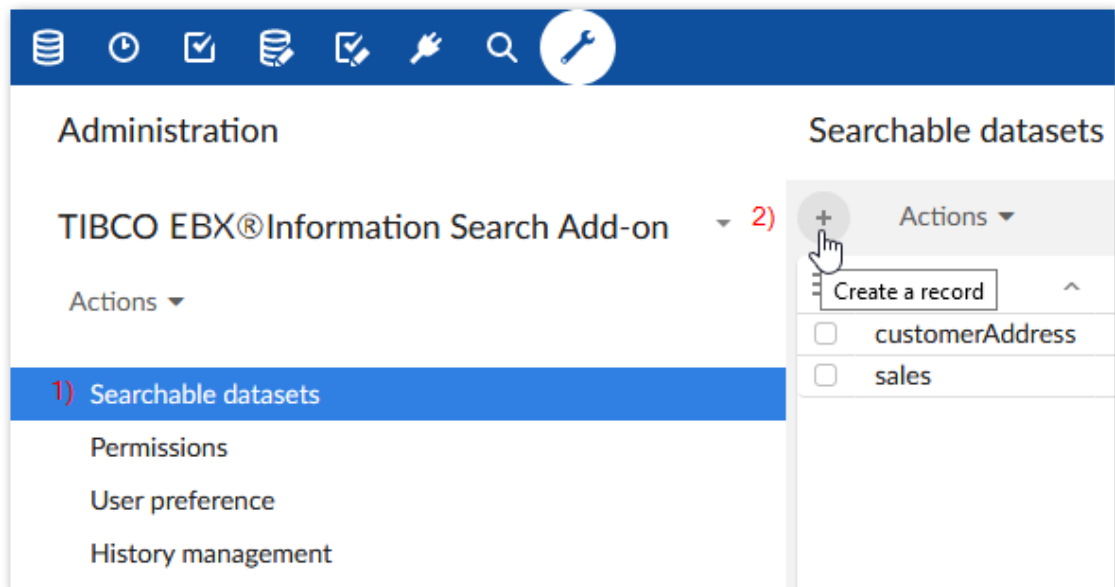 Administration
Searchable datasets
TIBCO EBX®Information Search Add-on
2)
+
Actions
Actions
Create a record
customerAddress
sales
1) Searchable datasets
Permissions
User preference
History management